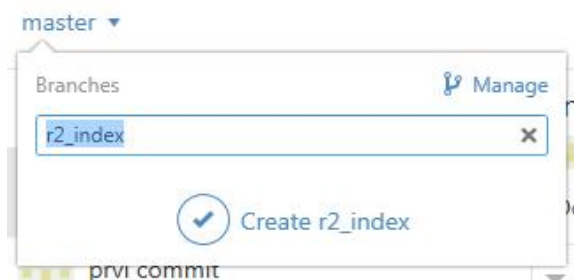 master
Branches
Manage
r2_index
Create r2_index
prvi commit